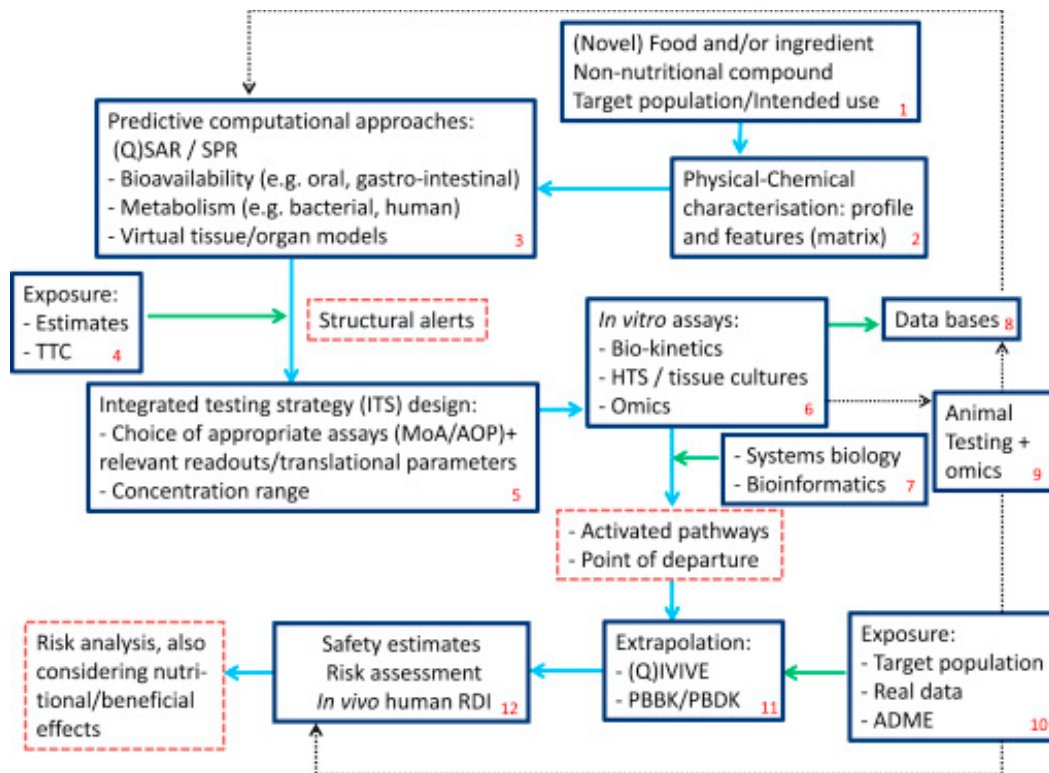 (Novel) Food and/or ingredient
Non-nutritional compound
Target population/Intended use
1
Predictive computational approaches:
(Q)SAR / SPR
- Bioavailability (e.g. oral, gastro-intestinal)
- Metabolism (e.g. bacterial, human)
- Virtual tissue/organ models
3
Physical-Chemical
characterisation: profile
and features (matrix)
2
Exposure:
- Estimates
- TTC
4
Structural alerts
In vitro assays:
- Bio-kinetics
- HTS / tissue cultures
- Omics
6
Data bases
8
Integrated testing strategy (ITS) design:
- Choice of appropriate assays (MoA/AOP)+
relevant readouts/translational parameters
- Concentration range
5
Animal
Testing +
omics
9
- Systems biology
- Bioinformatics
7
- Activated pathways
- Point of departure
Risk analysis, also
considering nutri-
tional/beneficial
effects
Safety estimates
Risk assessment
In vivo human RDI
12
Extrapolation:
- (Q)IVIVE
- PBBK/PBDK
11
Exposure:
- Target population
- Real data
- ADME
10